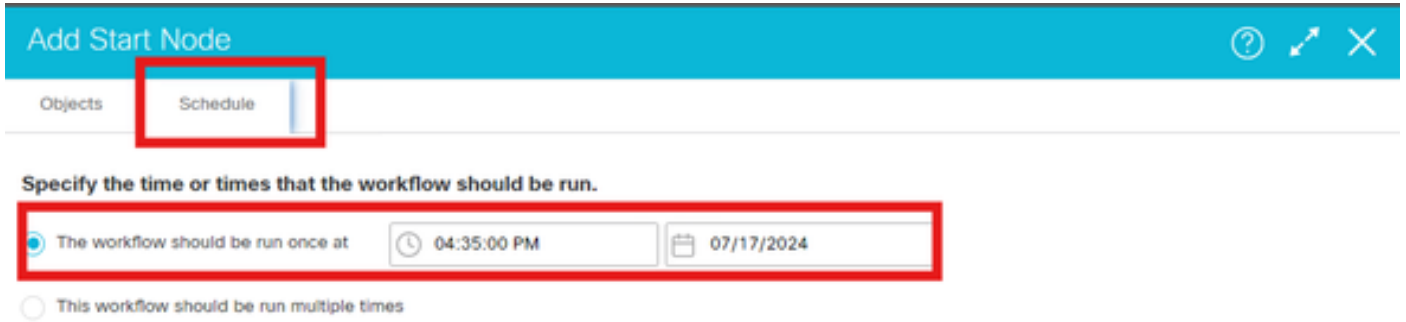 Add Start Node
Objects Schedule
Specify the time or times that the workflow should be run.
The workflow should be run once at 04:35:00 PM 07/17/2024
This workflow should be run multiple times